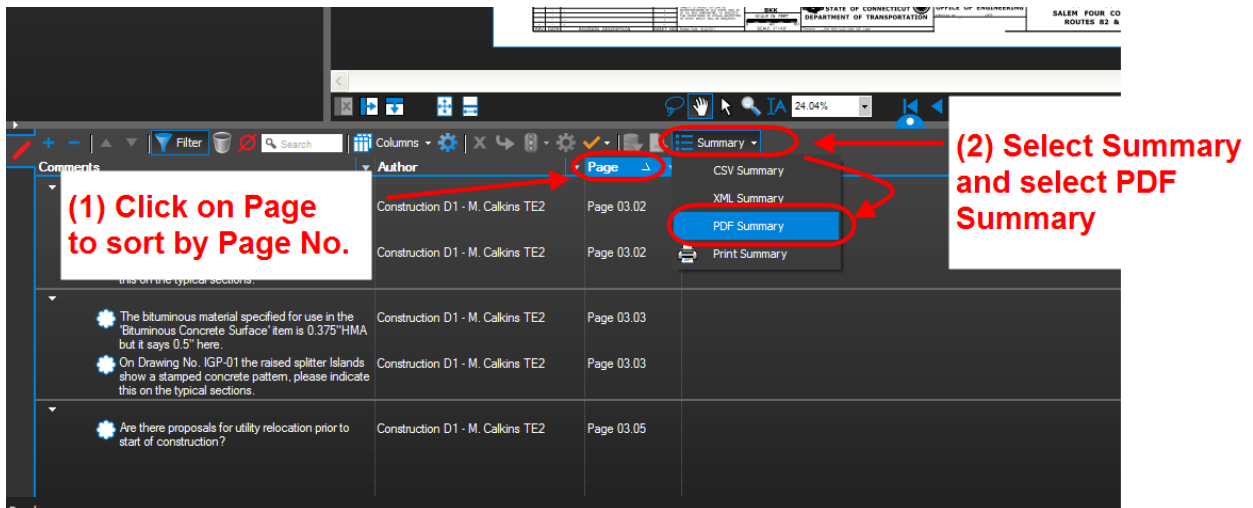 BKK
STATE OF CONNECTICUT
DEPARTMENT OF TRANSPORTATION
OFFICE OF ENGINEERING
SALEM FOUR CO
ROUTES 82 &
24.04%
Filter
Search
Columns
Summary
Comments
Author
Page
CSV Summary
XML Summary
PDF Summary
Print Summary
(1) Click on Page
to sort by Page No.
(2) Select Summary
and select PDF
Summary
Construction D1 - M. Calkins TE2
Page 03.02
Construction D1 - M. Calkins TE2
Page 03.02
this on the typical sections.
The bituminous material specified for use in the
'Bituminous Concrete Surface' item is 0.375"HMA
but it says 0.5" here.
Construction D1 - M. Calkins TE2
Page 03.03
On Drawing No. IGP-01 the raised splitter Islands
show a stamped concrete pattern, please indicate
this on the typical sections.
Construction D1 - M. Calkins TE2
Page 03.03
Are there proposals for utility relocation prior to
start of construction?
Construction D1 - M. Calkins TE2
Page 03.05